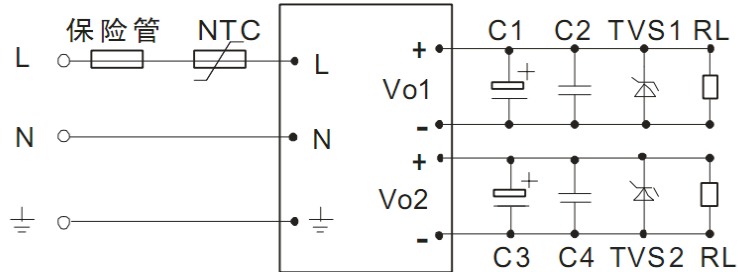 保险管 NTC C1 C2 TVS1 RL
L L + +
Vo1
N N -
+ +
Vo2
-
C3 C4 TVS2 RL